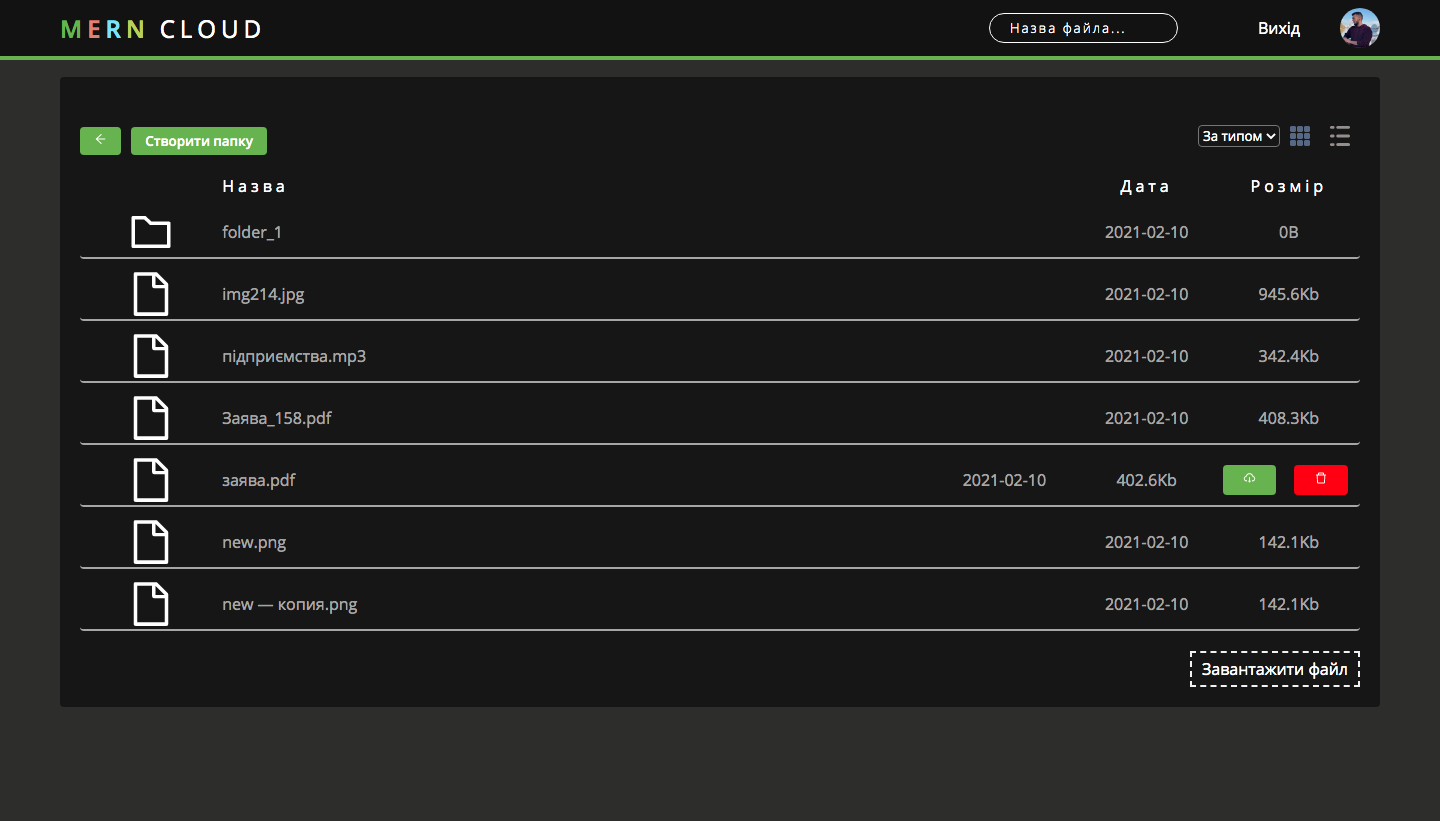 MERN CLOUD
Назва файла...
Вихід
Створити папку
За типом
Назва Дата Розмір
folder_1 2021-02-10 0B
img214.jpg 2021-02-10 945.6Kb
підприємства.mp3 2021-02-10 342.4Kb
Заява_158.pdf 2021-02-10 408.3Kb
заява.pdf 2021-02-10 402.6Kb
new.png 2021-02-10 142.1Kb
new — копия.png 2021-02-10 142.1Kb
Завантажити файл